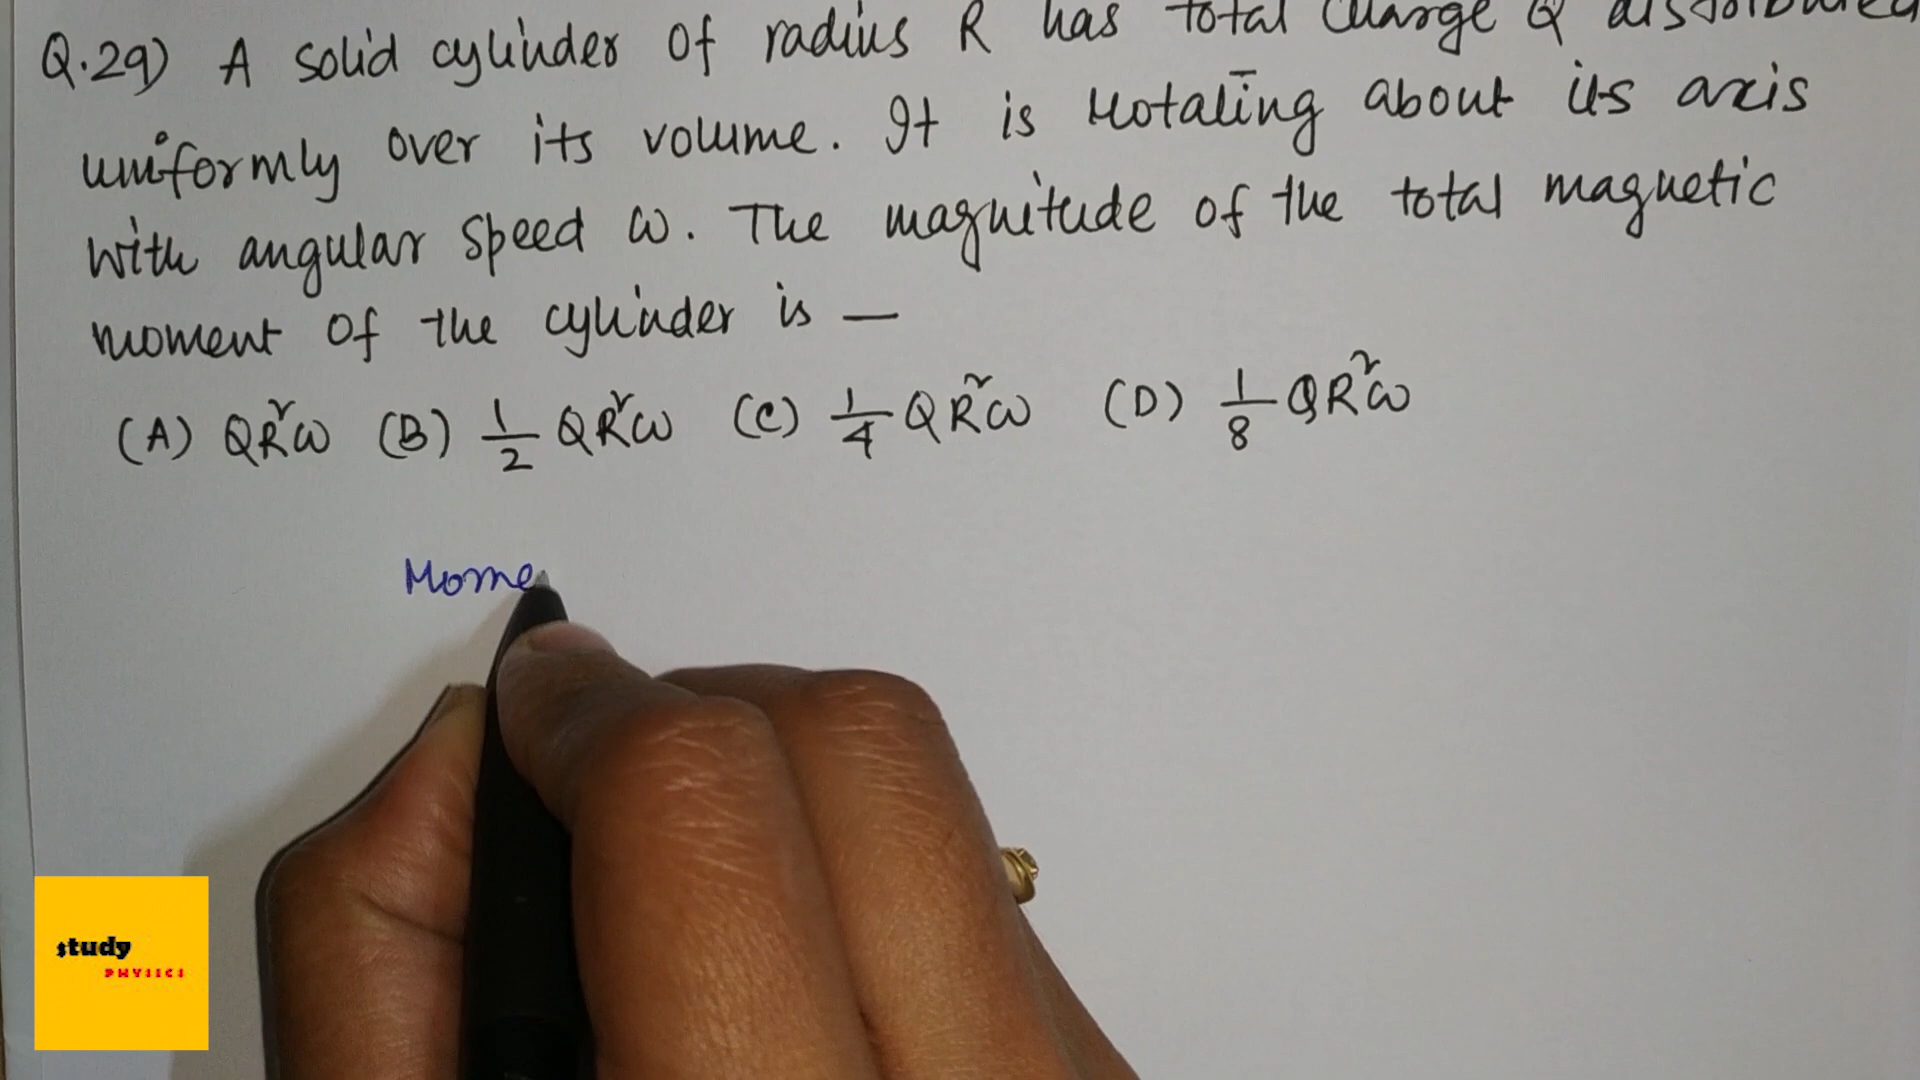 Q.29) A solid cylinder of radius R has total charge Q distributed
uniformly over its volume. It is rotating about its axis
with angular speed ω. The magnitude of the total magnetic
moment of the cylinder is —
(A) QR²ω (B) 1/2 QR²ω (C) 1/4 QR²ω (D) 1/8 QR²ω
Mome
study
PHYSICS